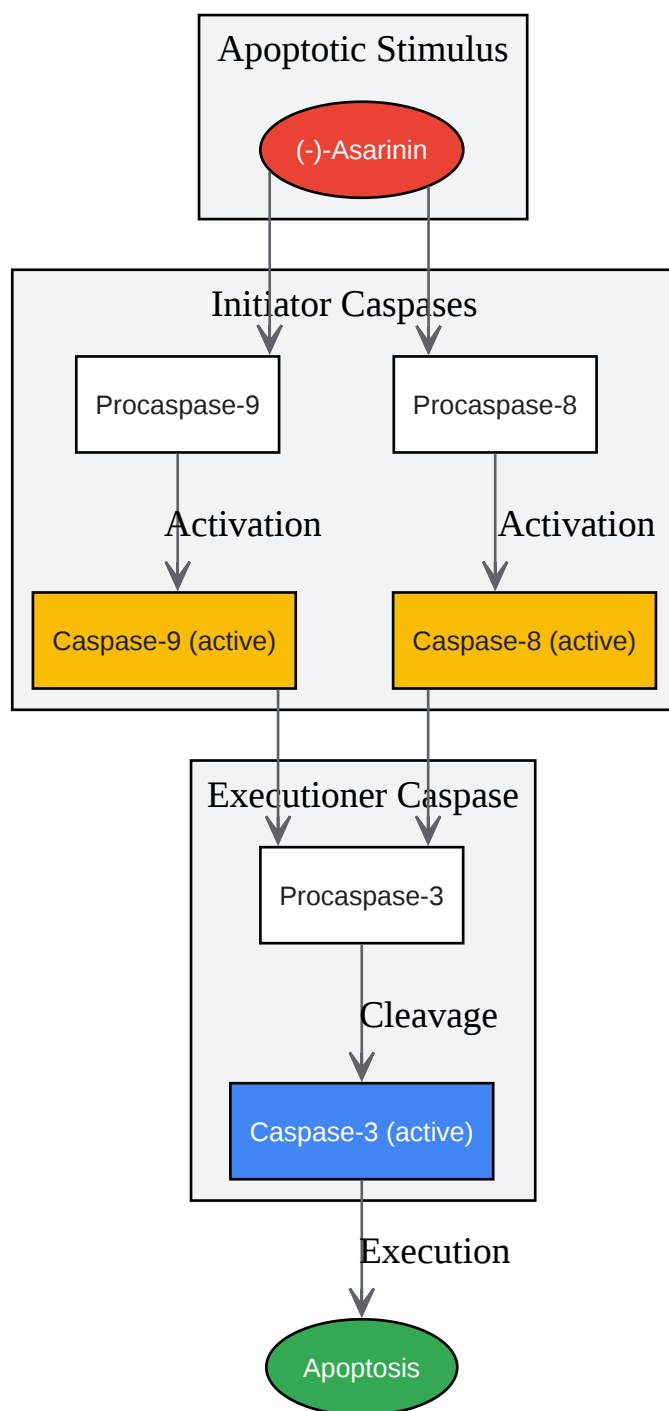 Apoptotic Stimulus
(-)-Asarinin
Initiator Caspases
Procaspase-9
Procaspase-8
Activation
Activation
Caspase-9 (active)
Caspase-8 (active)
Executioner Caspase
Procaspase-3
Cleavage
Caspase-3 (active)
Execution
Apoptosis